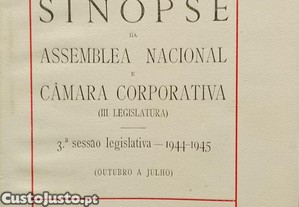 SINOPSE
DA
ASSEMBLEA NACIONAL
E
CÂMARA CORPORATIVA
(III LEGISLATURA)
3.ª sessão legislativa — 1944-1945
(OUTUBRO A JULHO)
CustoJusto.pt